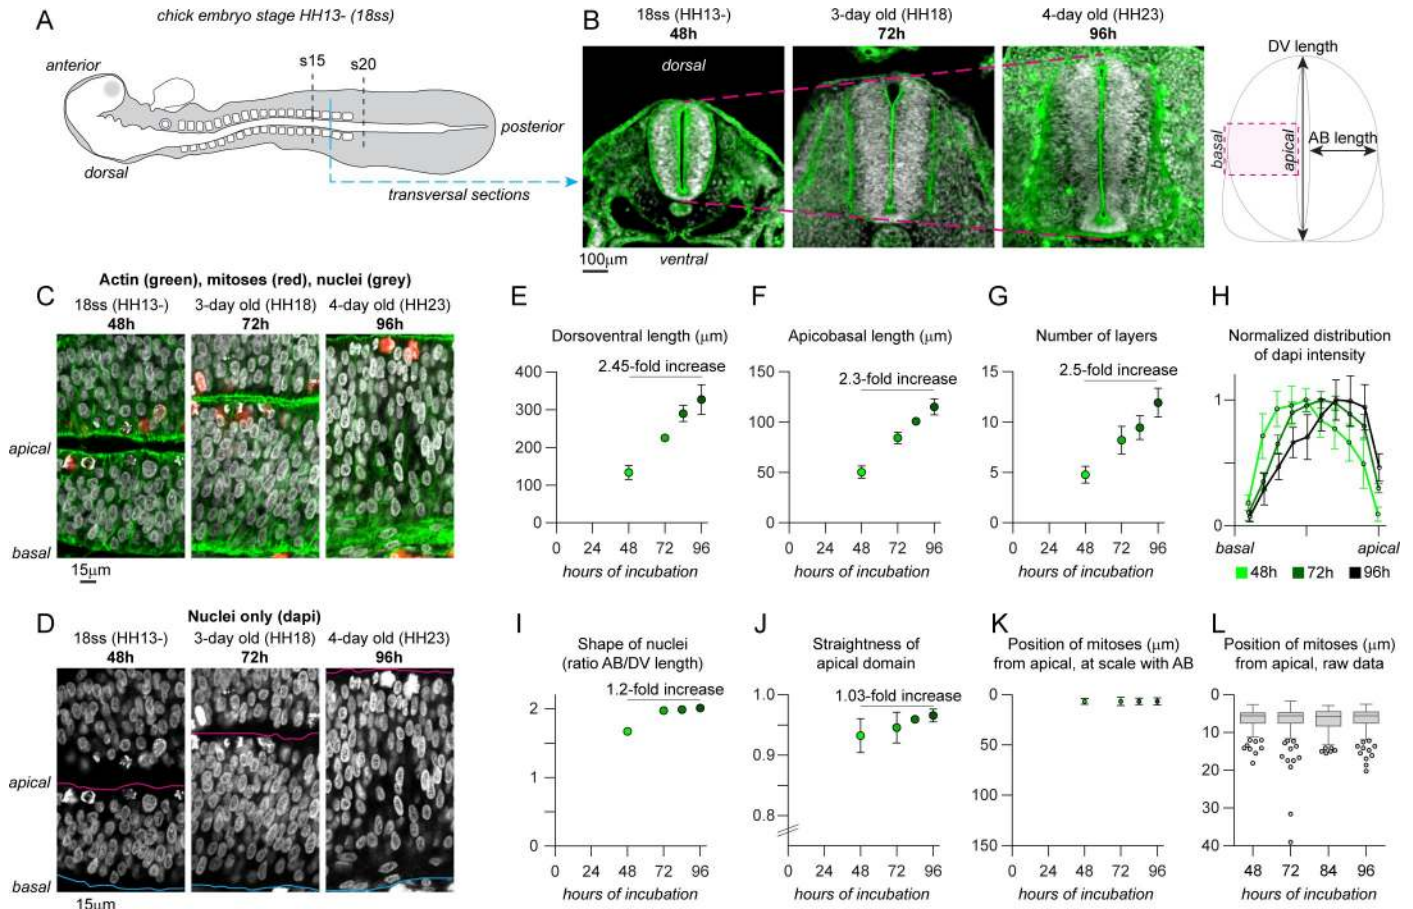 A
chick embryo stage HH13- (18ss)
anterior
s15
s20
posterior
dorsal
transversal sections
B
18ss (HH13-)
48h
3-day old (HH18)
72h
4-day old (HH23)
96h
dorsal
ventral
100μm
DV length
AB length
basal
apical
Actin (green), mitoses (red), nuclei (grey)
C
18ss (HH13-)
48h
3-day old (HH18)
72h
4-day old (HH23)
96h
apical
basal
15μm
Nuclei only (dapi)
D
18ss (HH13-)
48h
3-day old (HH18)
72h
4-day old (HH23)
96h
apical
basal
15μm
E
Dorsoventral length (μm)
2.45-fold increase
400
300
200
100
0
0 24 48 72 96
hours of incubation
F
Apicobasal length (μm)
2.3-fold increase
150
100
50
0
0 24 48 72 96
hours of incubation
G
Number of layers
2.5-fold increase
15
10
5
0
0 24 48 72 96
hours of incubation
H
Normalized distribution
of dapi intensity
1
0
basal apical
48h 72h 96h
I
Shape of nuclei
(ratio AB/DV length)
1.2-fold increase
2
1
0
0 24 48 72 96
hours of incubation
J
Straightness of
apical domain
1.03-fold increase
1.0
0.9
0.8
0 24 48 72 96
hours of incubation
K
Position of mitoses (μm)
from apical, at scale with AB
0
50
100
150
0 24 48 72 96
hours of incubation
L
Position of mitoses (μm)
from apical, raw data
0
10
20
30
40
48 72 84 96
hours of incubation